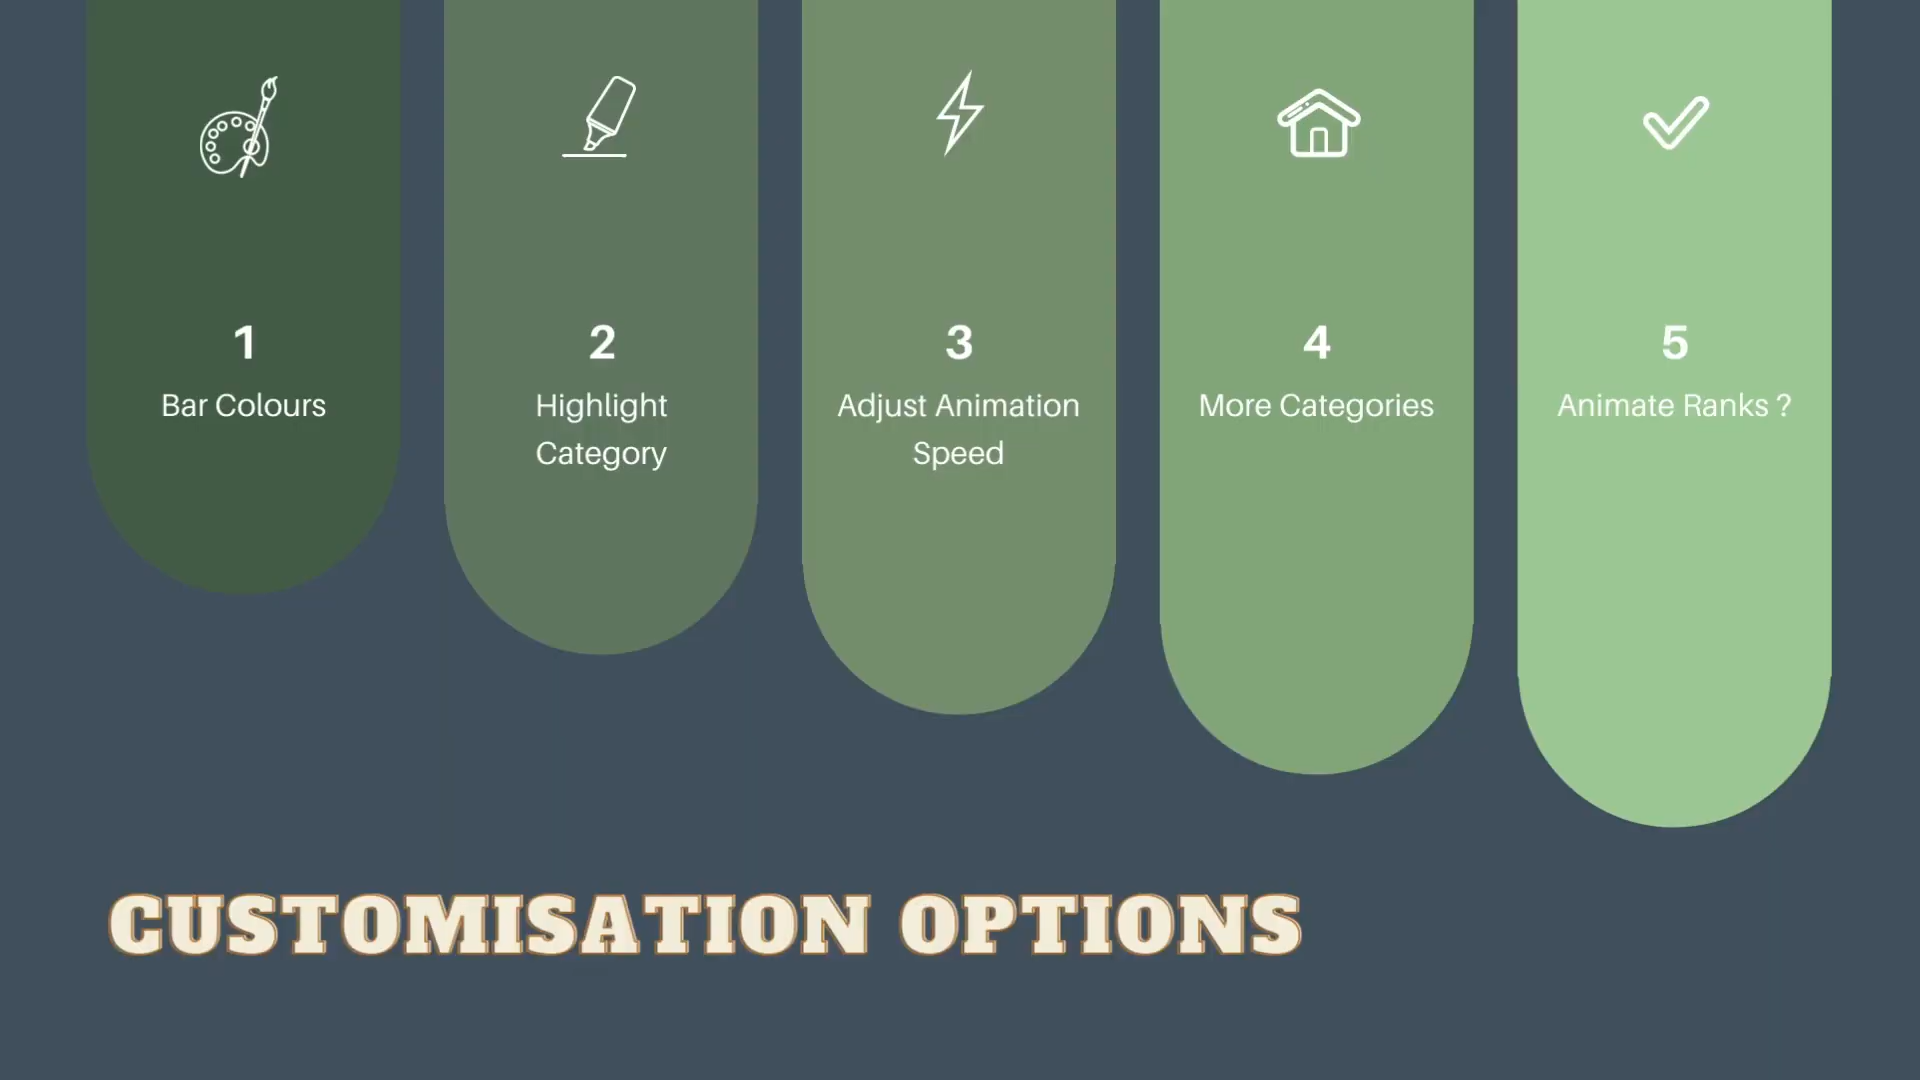 1
Bar Colours
2
Highlight
Category
3
Adjust Animation
Speed
4
More Categories
5
Animate Ranks ?
CUSTOMISATION OPTIONS